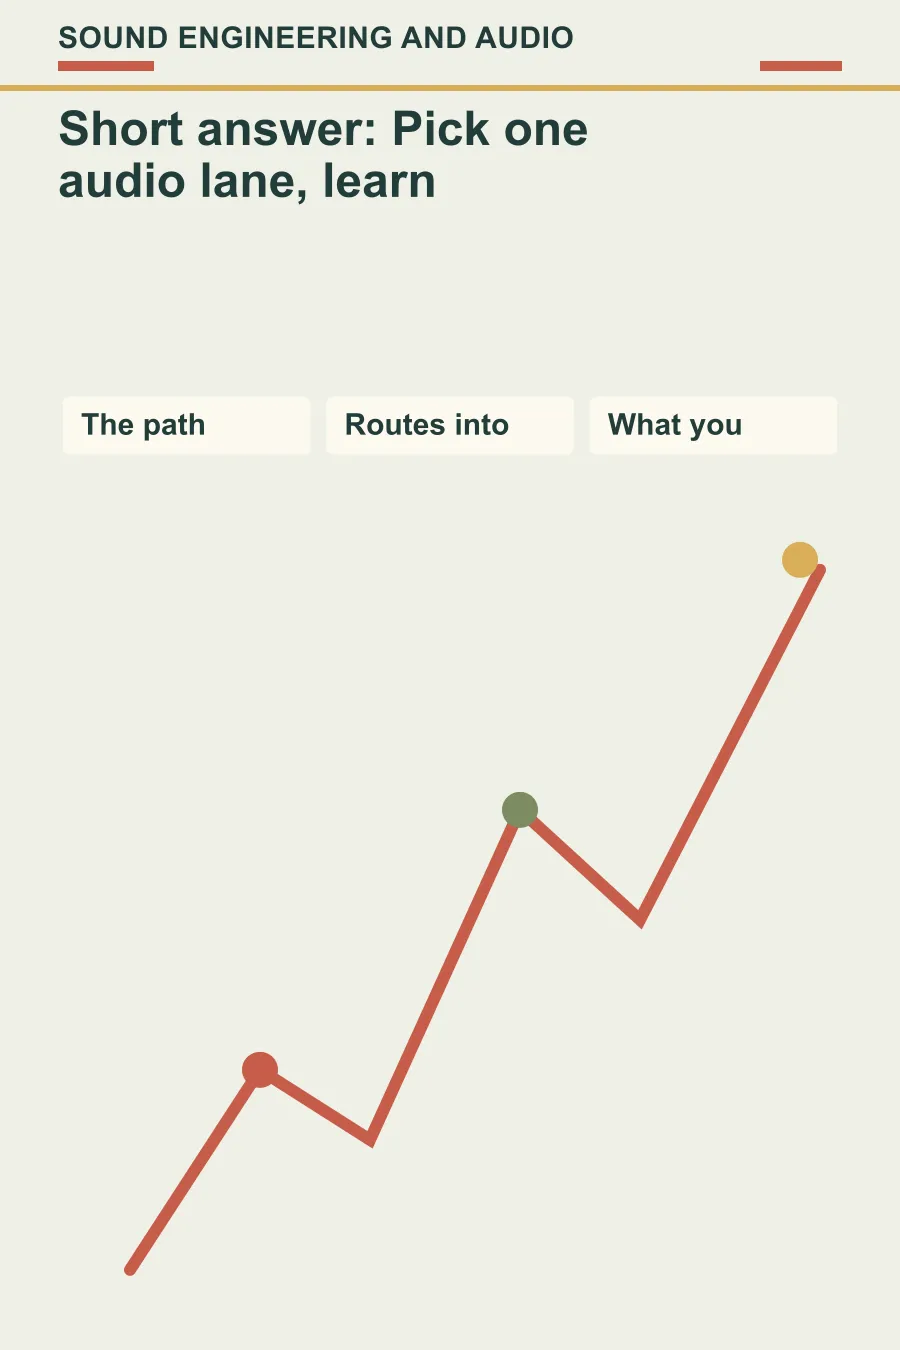 SOUND ENGINEERING AND AUDIO
Short answer: Pick one
audio lane, learn
The path
Routes into
What you